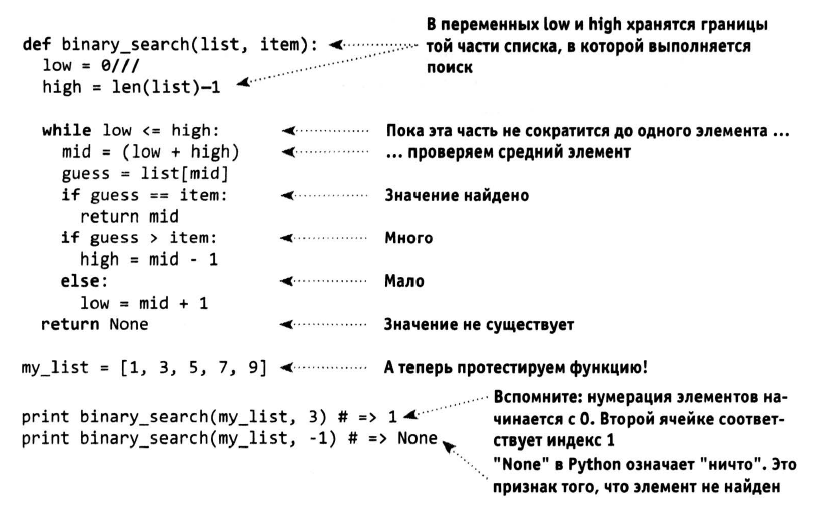 В переменных low и high хранятся границы
def binary_search(list, item): той части списка, в которой выполняется
low = 0/// поиск
high = len(list)—1
while low <= high: Пока эта часть не сократится до одного элемента ...
mid = (low + high) ... проверяем средний элемент
guess = list[mid]
if guess == item: Значение найдено
return mid
if guess > item: Много
high = mid - 1
else: Мало
low = mid + 1
return None Значение не существует
my_list = [1, 3, 5, 7, 9] А теперь протестируем функцию!
Вспомните: нумерация элементов на-
print binary_search(my_list, 3) # => 1 чинается с 0. Второй ячейке соответ-
print binary_search(my_list, -1) # => None ствует индекс 1
"None" в Python означает "ничто". Это
признак того, что элемент не найден